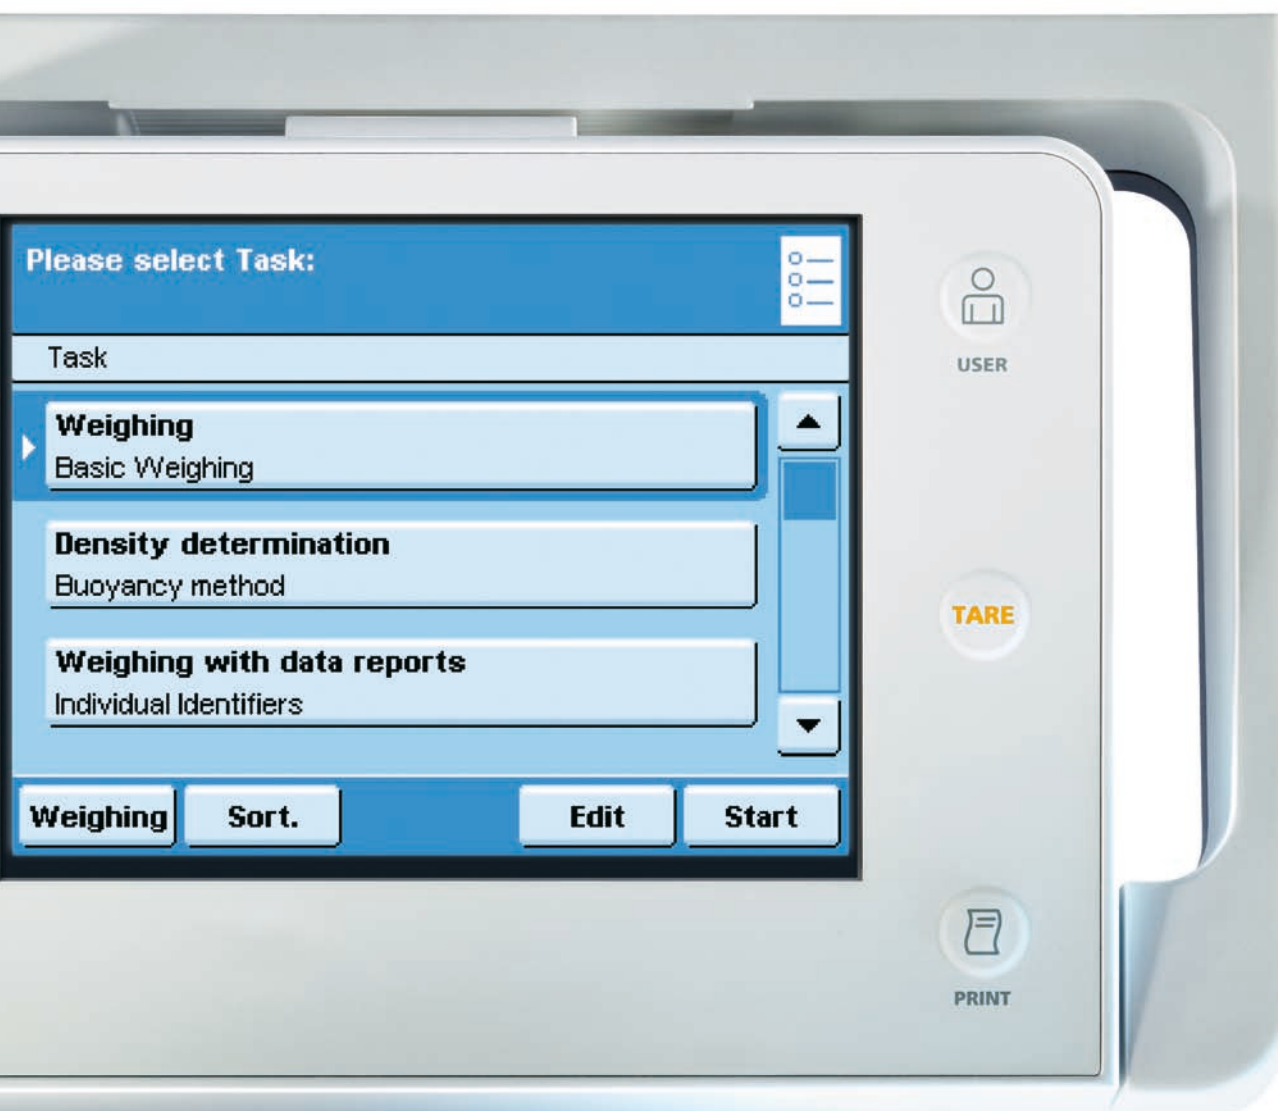 Please select Task:
Task
Weighing
Basic Weighing
Density determination
Buoyancy method
Weighing with data reports
Individual Identifiers
Weighing
Sort.
Edit
Start
USER
TARE
PRINT